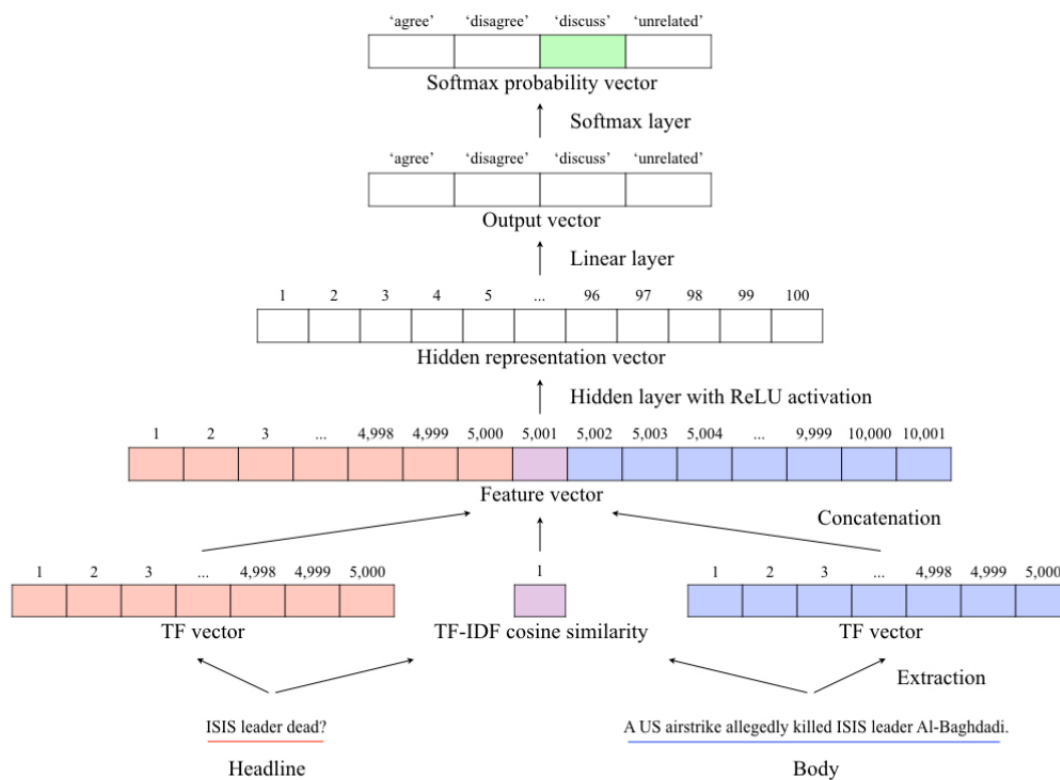 ‘agree’ ‘disagree’ ‘discuss’ ‘unrelated’
Softmax probability vector
Softmax layer
‘agree’ ‘disagree’ ‘discuss’ ‘unrelated’
Output vector
Linear layer
1 2 3 4 5 ... 96 97 98 99 100
Hidden representation vector
Hidden layer with ReLU activation
1 2 3 ... 4,998 4,999 5,000 5,001 5,002 5,003 5,004 ... 9,999 10,000 10,001
Feature vector
Concatenation
1 2 3 ... 4,998 4,999 5,000 1 1 2 3 ... 4,998 4,999 5,000
TF vector TF-IDF cosine similarity TF vector
Extraction
ISIS leader dead? A US airstrike allegedly killed ISIS leader Al-Baghdadi.
Headline Body